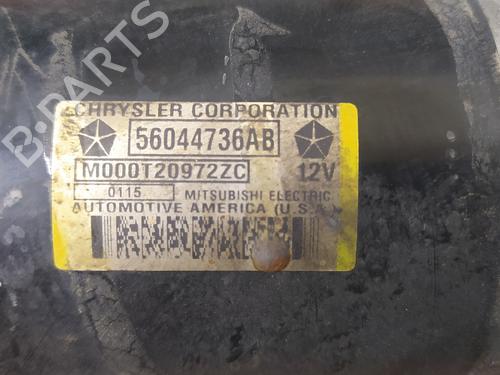 CHRYSLER CORPORATION
56044736AB
M000T20972ZC 12V
0115 MITSUBISHI ELECTRIC
AUTOMOTIVE AMERICA (U.S.A.)
B-PARTS